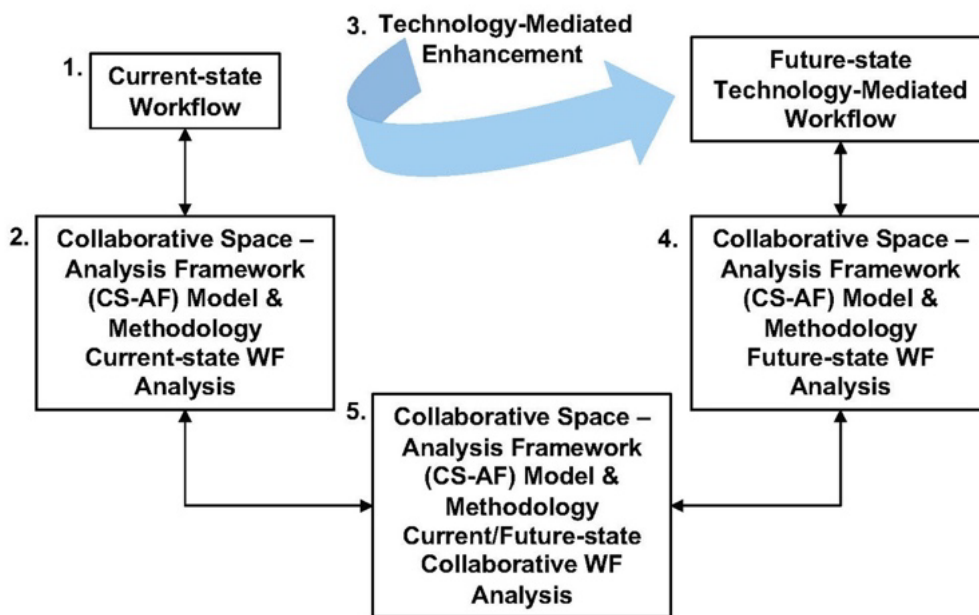 1.
Current-state
Workflow
3. Technology-Mediated
Enhancement
Future-state
Technology-Mediated
Workflow
2.
Collaborative Space –
Analysis Framework
(CS-AF) Model &
Methodology
Current-state WF
Analysis
4.
Collaborative Space –
Analysis Framework
(CS-AF) Model &
Methodology
Future-state WF
Analysis
5.
Collaborative Space –
Analysis Framework
(CS-AF) Model &
Methodology
Current/Future-state
Collaborative WF
Analysis